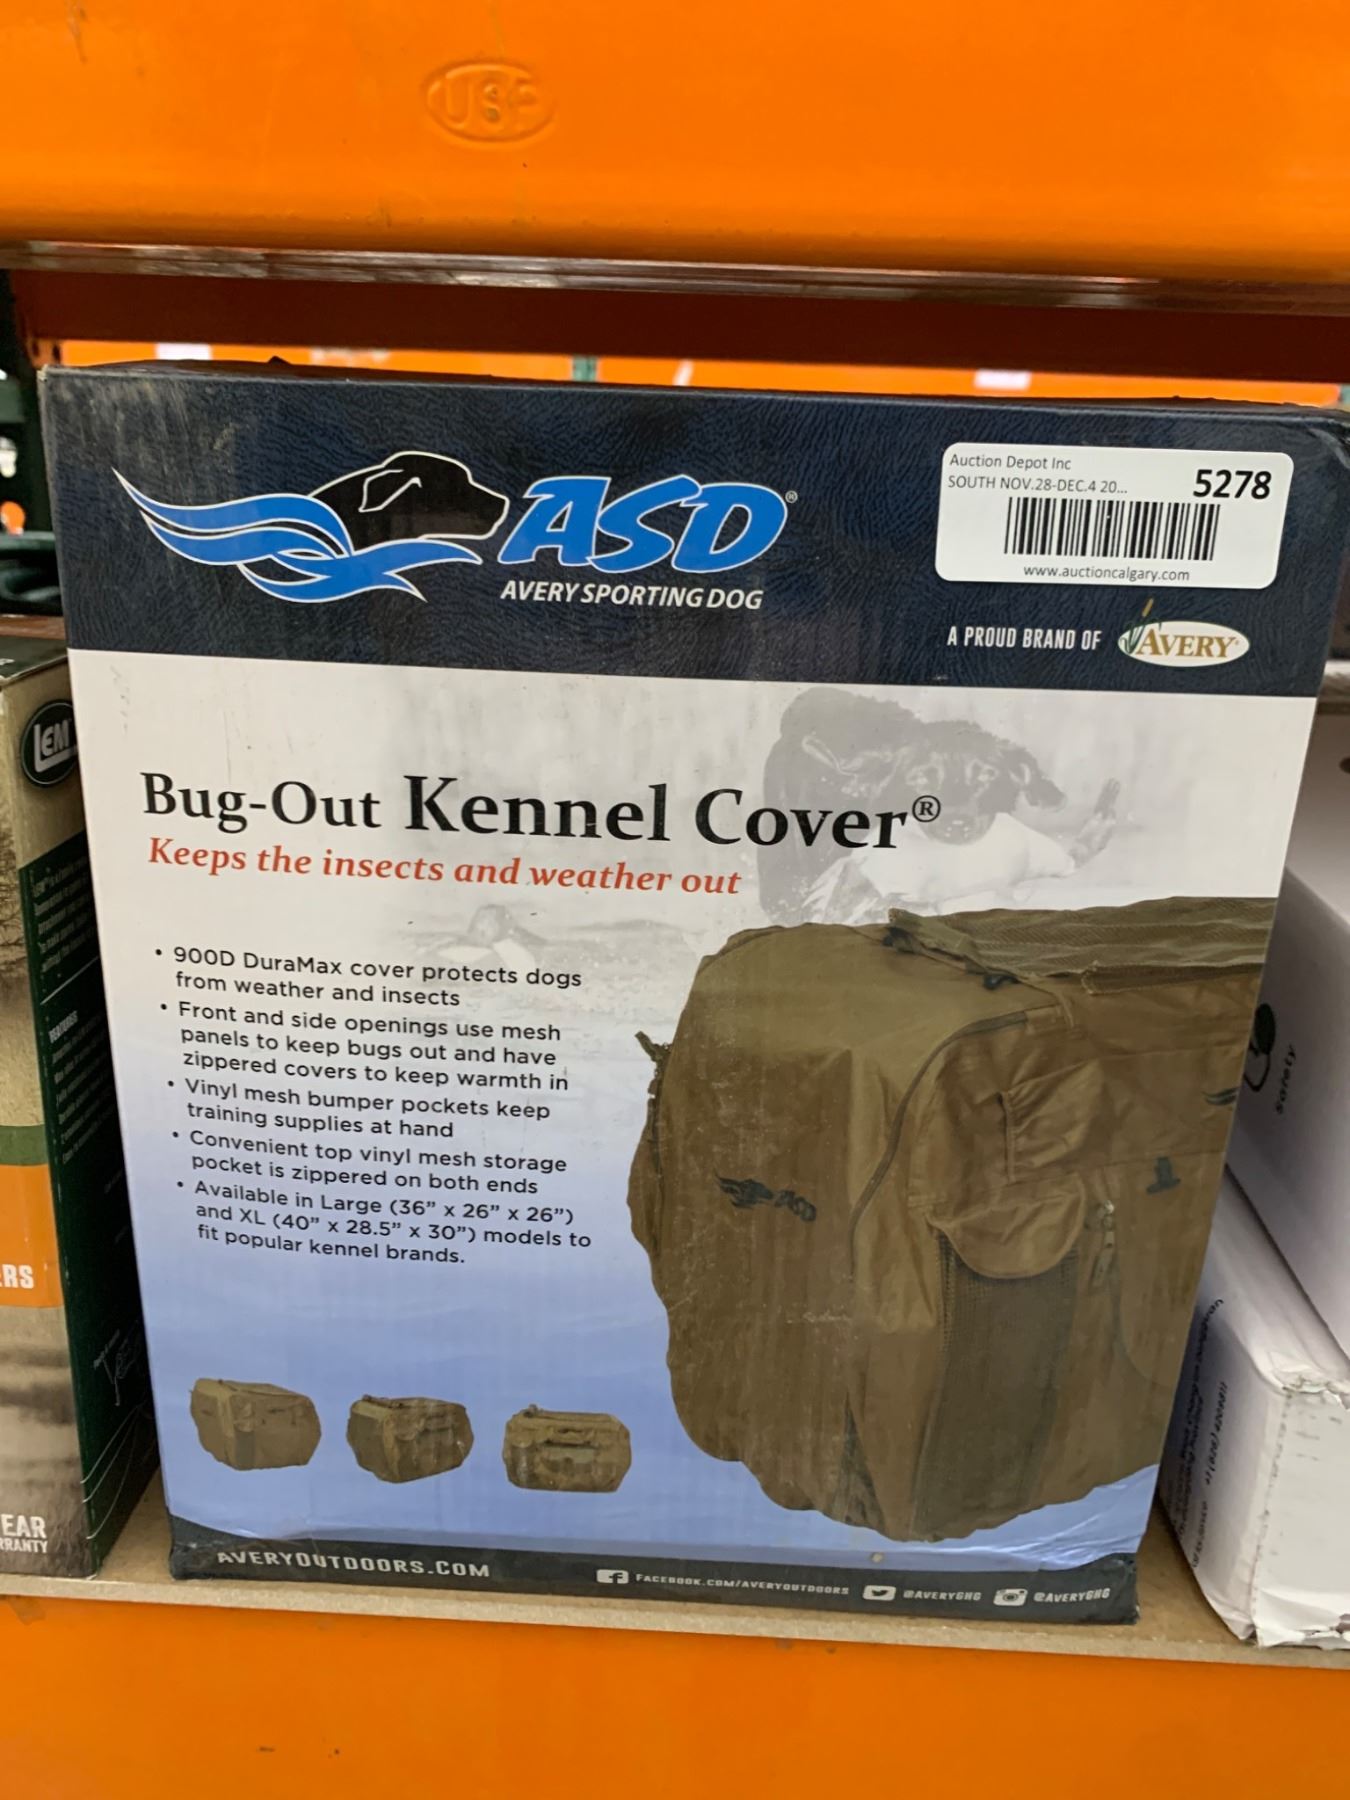 USP
Auction Depot Inc
5278
SOUTH NOV.28-DEC.4 20...
www.auctioncalgary.com
ASD®
AVERY SPORTING DOG
A PROUD BRAND OF AVERY
LEM
Bug-Out Kennel Cover®
Keeps the insects and weather out
• 900D DuraMax cover protects dogs
from weather and insects
• Front and side openings use mesh
panels to keep bugs out and have
zippered covers to keep warmth in
• Vinyl mesh bumper pockets keep
training supplies at hand
• Convenient top vinyl mesh storage
pocket is zippered on both ends
• Available in Large (36” x 26” x 26”)
and XL (40” x 28.5” x 30”) models to
fit popular kennel brands.
ASD
FEATURES
safety
ERS
EAR
RRANTY
AVERYOUTDOORS.COM
FACEBOOK.COM/AVERYOUTDOORS
@AVERYGHG
@AVERYGHG